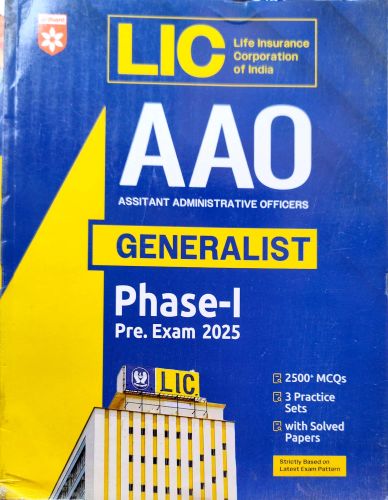 LIC
Life Insurance
Corporation
of India
AAO
ASSITANT ADMINISTRATIVE OFFICERS
GENERALIST
Phase-I
Pre. Exam 2025
LIC
2500+ MCQs
3 Practice
Sets
with Solved
Papers
Strictly Based on
Latest Exam Pattern